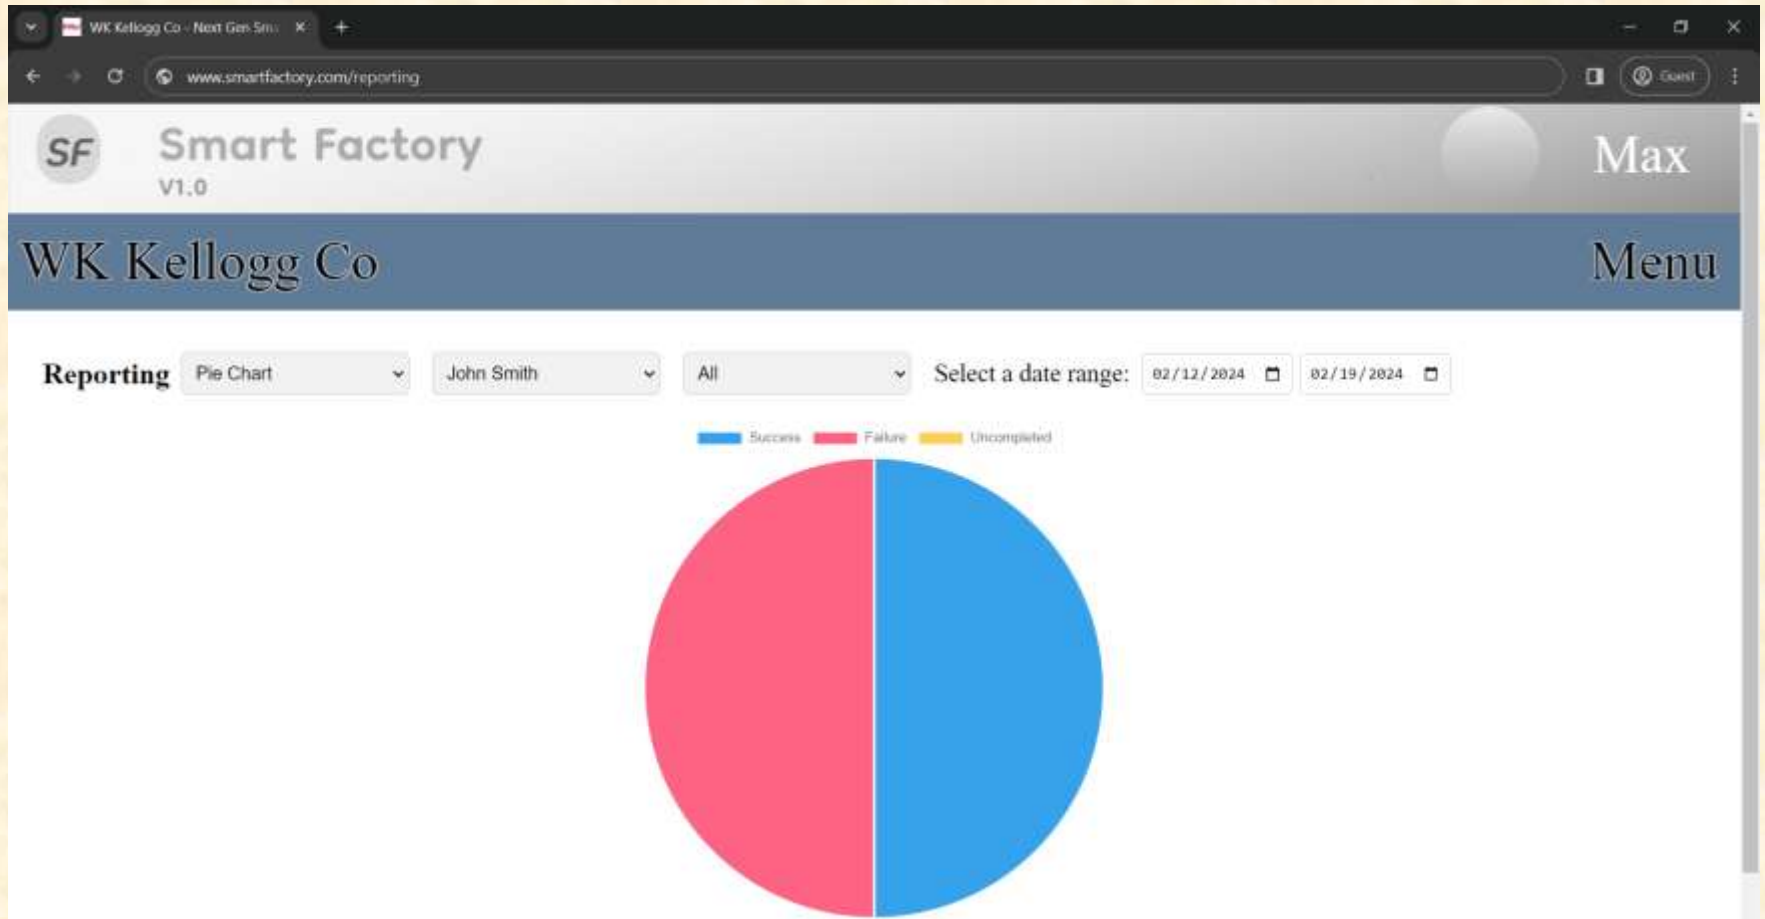 WK Kellogg Co - Next Gen Sm
www.smartfactory.com/reporting
Guest
SF
Smart Factory
V1.0
Max
WK Kellogg Co
Menu
Reporting Pie Chart John Smith All Select a date range: 02/12/2024 02/19/2024
Success Failure Uncompleted